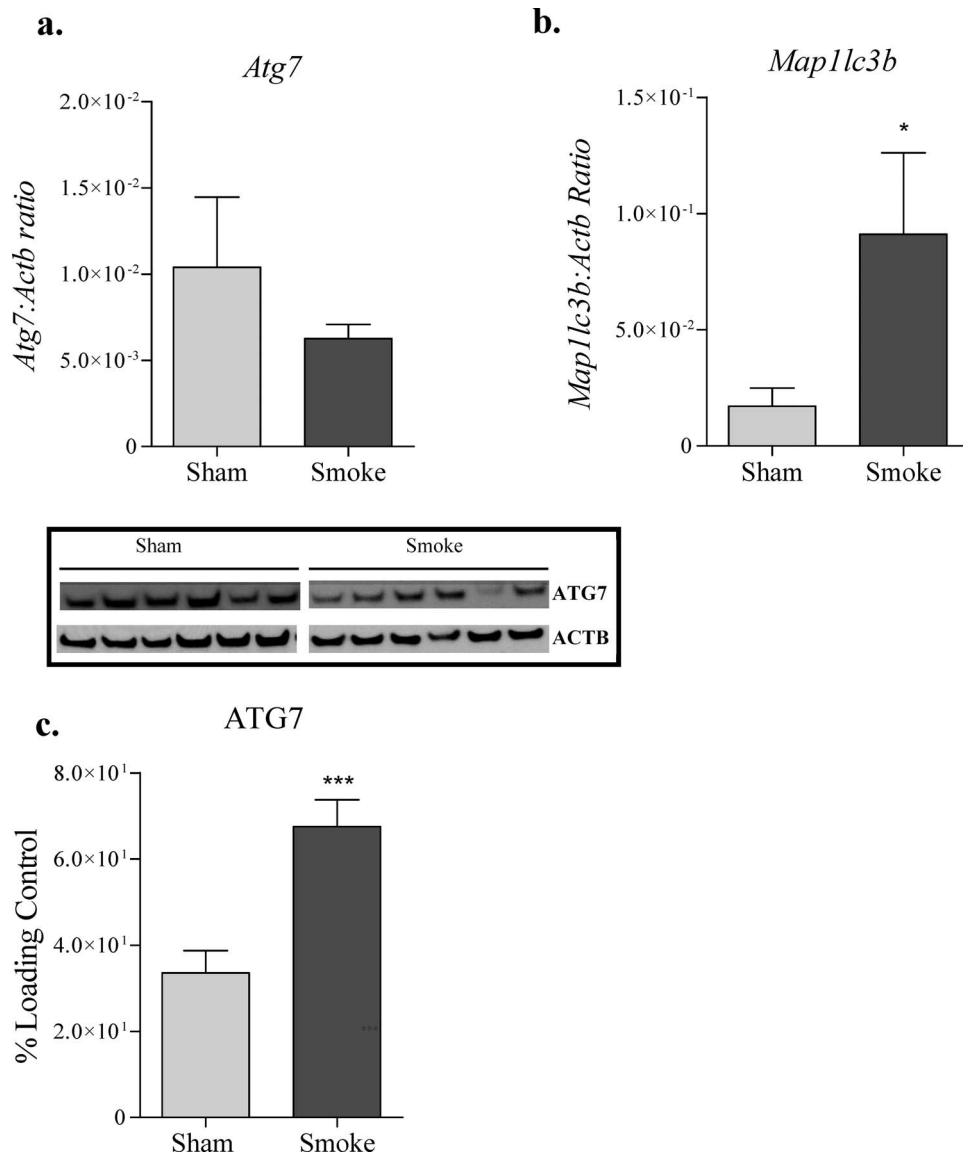 a.
Atg7
2.0×10⁻²
1.5×10⁻²
1.0×10⁻²
5.0×10⁻³
0
Atg7:Actb ratio
Sham Smoke
b.
Map1lc3b
1.5×10⁻¹
*
1.0×10⁻¹
5.0×10⁻²
0
Map1lc3b:Actb Ratio
Sham Smoke
Sham Smoke
ATG7
ACTB
c.
ATG7
8.0×10¹
***
6.0×10¹
4.0×10¹
2.0×10¹
***
0
% Loading Control
Sham Smoke